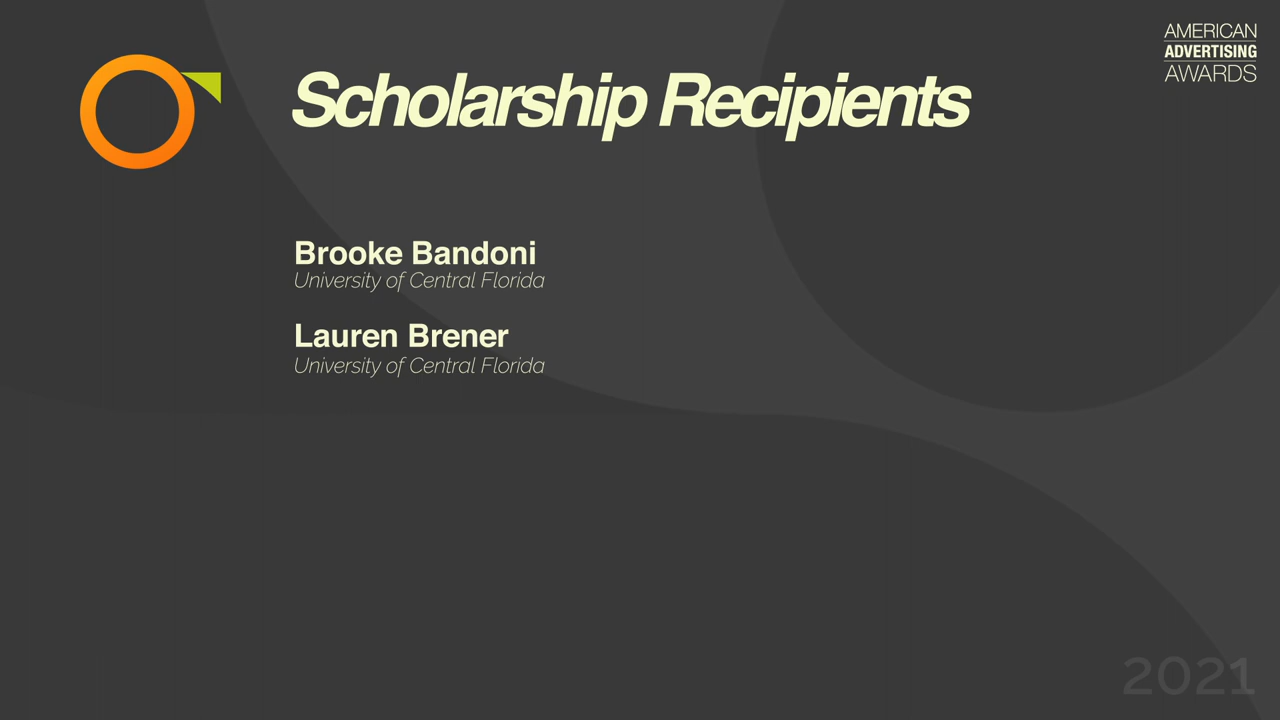 AMERICAN
ADVERTISING
AWARDS
Scholarship Recipients
Brooke Bandoni
University of Central Florida
Lauren Brener
University of Central Florida
2021